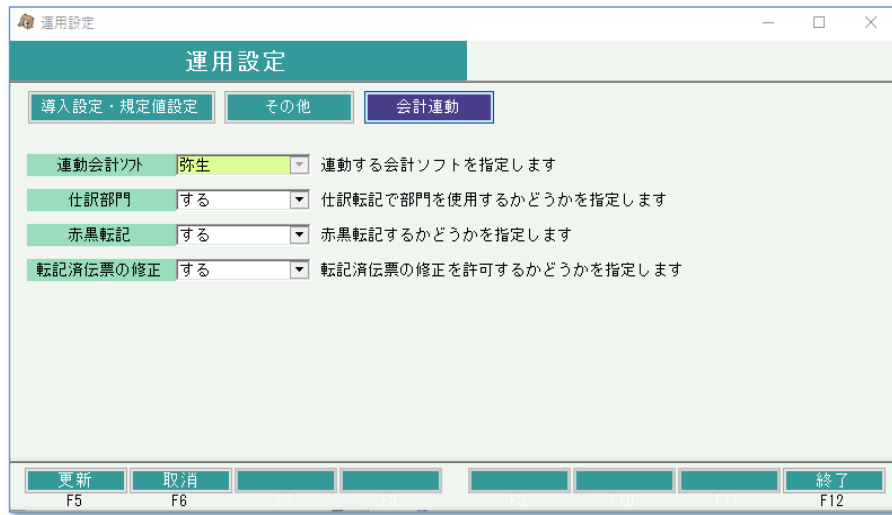 運用設定
運用設定
導入設定・規定値設定 その他 会計連動
連動会計ソフト 弥生 連動する会計ソフトを指定します
仕訳部門 する 仕訳転記で部門を使用するかどうかを指定します
赤黒転記 する 赤黒転記するかどうかを指定します
転記済伝票の修正 する 転記済伝票の修正を許可するかどうかを指定します
更新 取消 終了
F5 F6 F7 F8 F9 F10 F11 F12